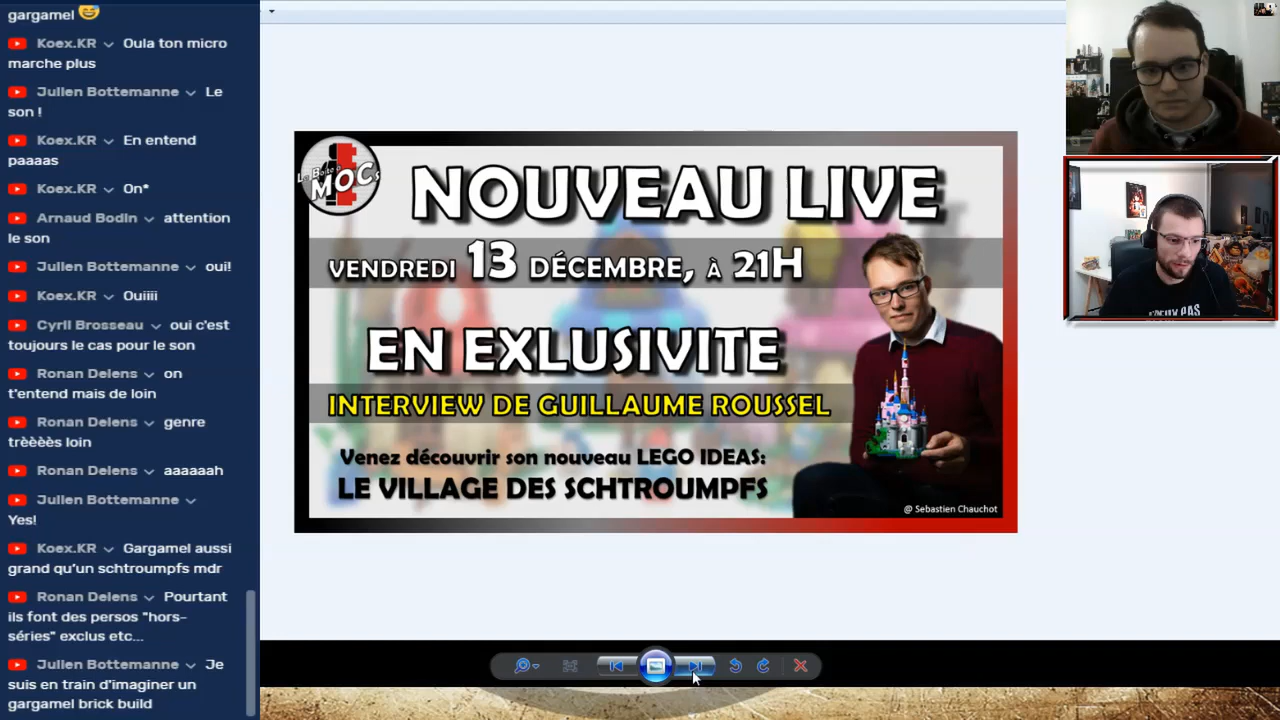 gargamel
Koex.KR Oula ton micro
marche plus
Julien Bottemanne Le
son !
Koex.KR En entend
paaaas
Koex.KR On*
Arnaud Bodin attention
le son
Julien Bottemanne oui!
Koex.KR Ouiiii
Cyril Brosseau oui c'est
toujours le cas pour le son
Ronan Delens on
t'entend mais de loin
Ronan Delens genre
trèèèès loin
Ronan Delens aaaaaah
Julien Bottemanne
Yes!
Koex.KR Gargamel aussi
grand qu'un schtroumpfs mdr
Ronan Delens Pourtant
ils font des persos "hors-
séries" exclus etc...
Julien Bottemanne Je
suis en train d'imaginer un
gargamel brick build
La Boite à
MOCs
NOUVEAU LIVE
VENDREDI 13 DÉCEMBRE, À 21H
EN EXLUSIVITE
INTERVIEW DE GUILLAUME ROUSSEL
Venez découvrir son nouveau LEGO IDEAS:
LE VILLAGE DES SCHTROUMPFS
@ Sebastien Chauchot